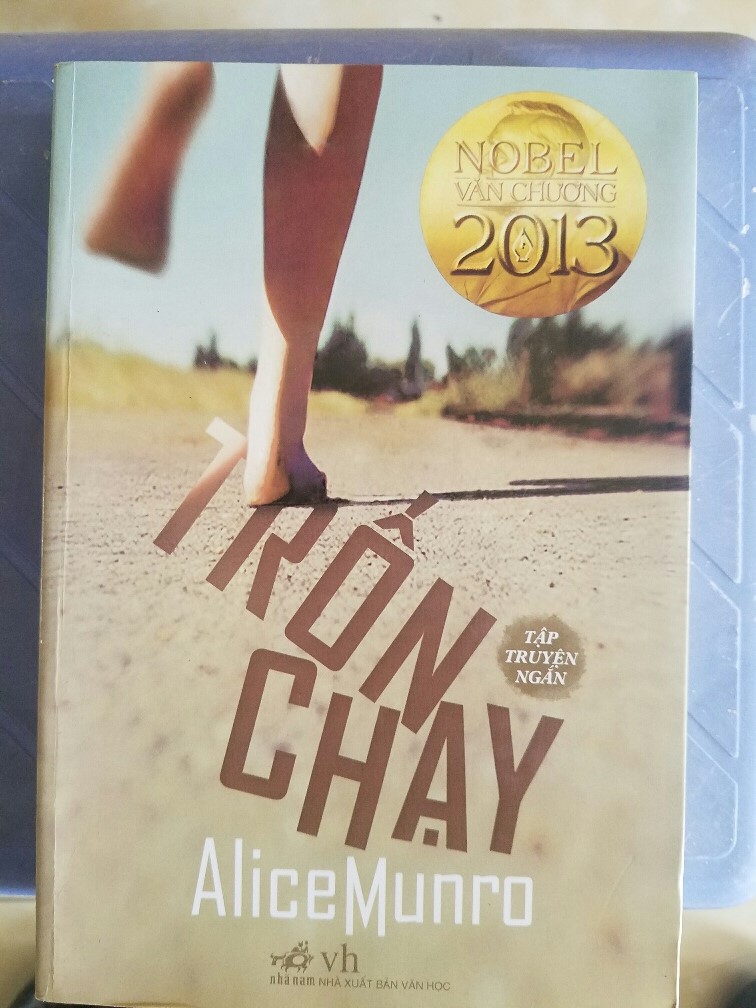 NOBEL
VĂN CHƯƠNG
2013
TRỐN
CHẠY
TẬP
TRUYỆN
NGẮN
AliceMunro
nhã nam
vh
NHÀ XUẤT BẢN VĂN HỌC